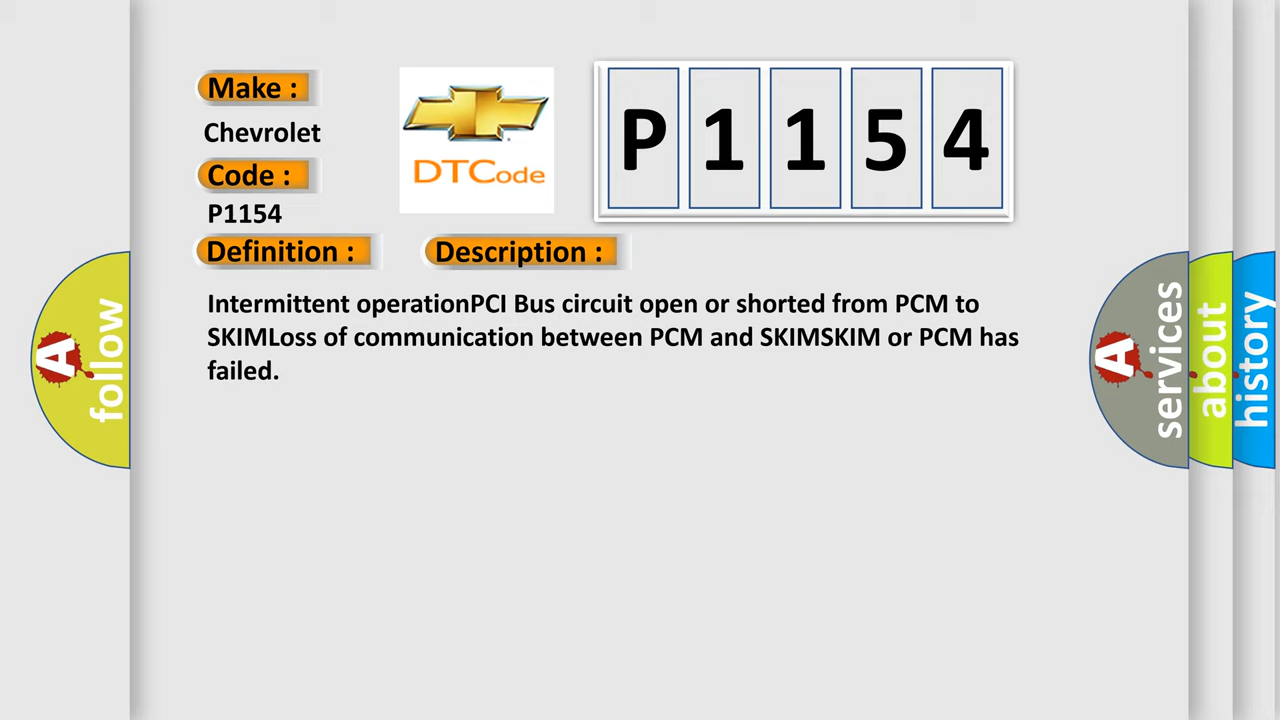 Make :
Chevrolet
Code :
P1154
DTCode
P 1 1 5 4
Definition :
Description :
Intermittent operationPCI Bus circuit open or shorted from PCM to
SKIMLoss of communication between PCM and SKIMSKIM or PCM has
failed.
A follow
A services
about
history